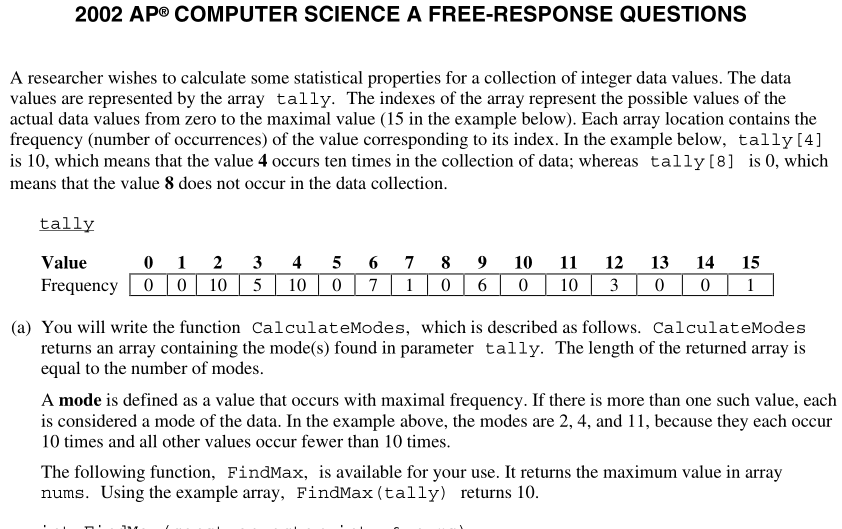 2002 AP® COMPUTER SCIENCE A FREE-RESPONSE QUESTIONS
A researcher wishes to calculate some statistical properties for a collection of integer data values. The data
values are represented by the array tally. The indexes of the array represent the possible values of the
actual data values from zero to the maximal value (15 in the example below). Each array location contains the
frequency (number of occurrences) of the value corresponding to its index. In the example below, tally[4]
is 10, which means that the value 4 occurs ten times in the collection of data; whereas tally[8] is 0, which
means that the value 8 does not occur in the data collection.
tally
Value 0 1 2 3 4 5 6 7 8 9 10 11 12 13 14 15
Frequency 0 0 10 5 10 0 7 1 0 6 0 10 3 0 0 1
(a) You will write the function CalculateModes, which is described as follows. CalculateModes
returns an array containing the mode(s) found in parameter tally. The length of the returned array is
equal to the number of modes.
A mode is defined as a value that occurs with maximal frequency. If there is more than one such value, each
is considered a mode of the data. In the example above, the modes are 2, 4, and 11, because they each occur
10 times and all other values occur fewer than 10 times.
The following function, FindMax, is available for your use. It returns the maximum value in array
nums. Using the example array, FindMax(tally) returns 10.